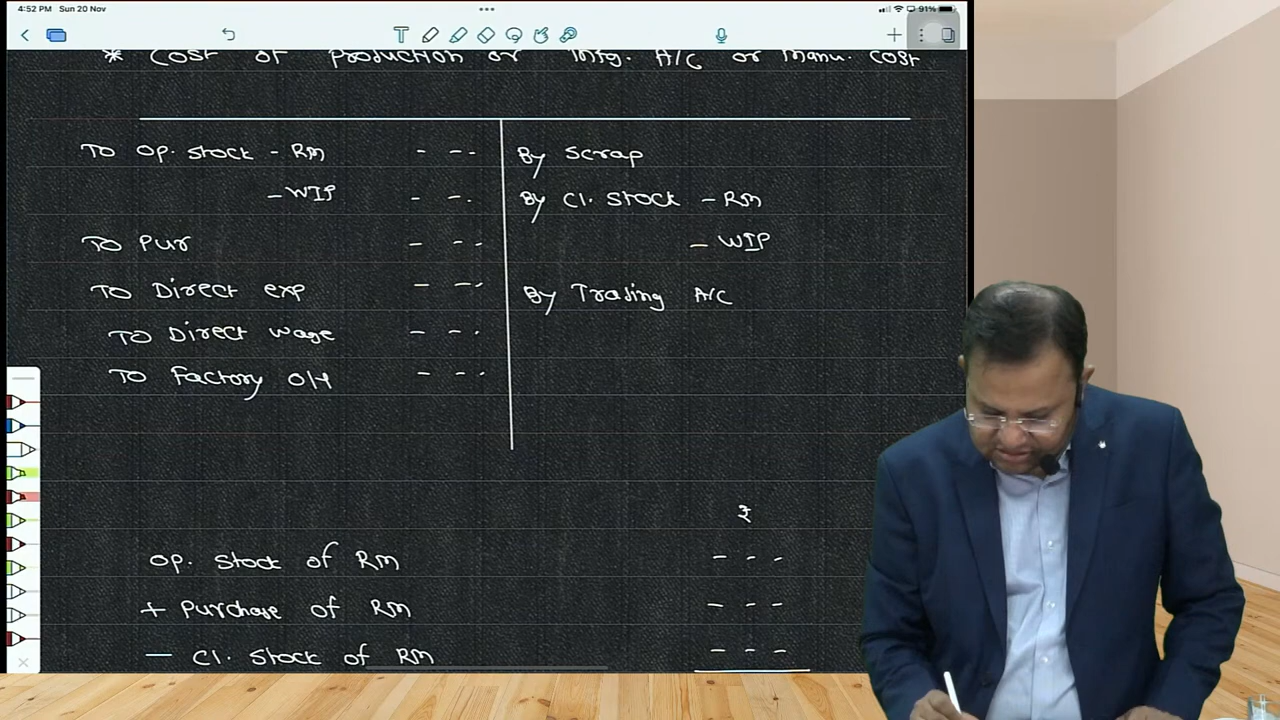 4:52 PM Sun 20 Nov
91%
* Cost of production or Mfg. A/C or Manu. cost
To Op. stock - RM - -- By Scrap
- WIP - -- By Cl. stock - RM
To Pur - -- - WIP
To Direct exp - -- By Trading A/C
To Direct wage - --
To Factory O/H - --
₹
Op. stock of RM - - -
+ Purchase of RM - - -
- Cl. stock of RM - - -